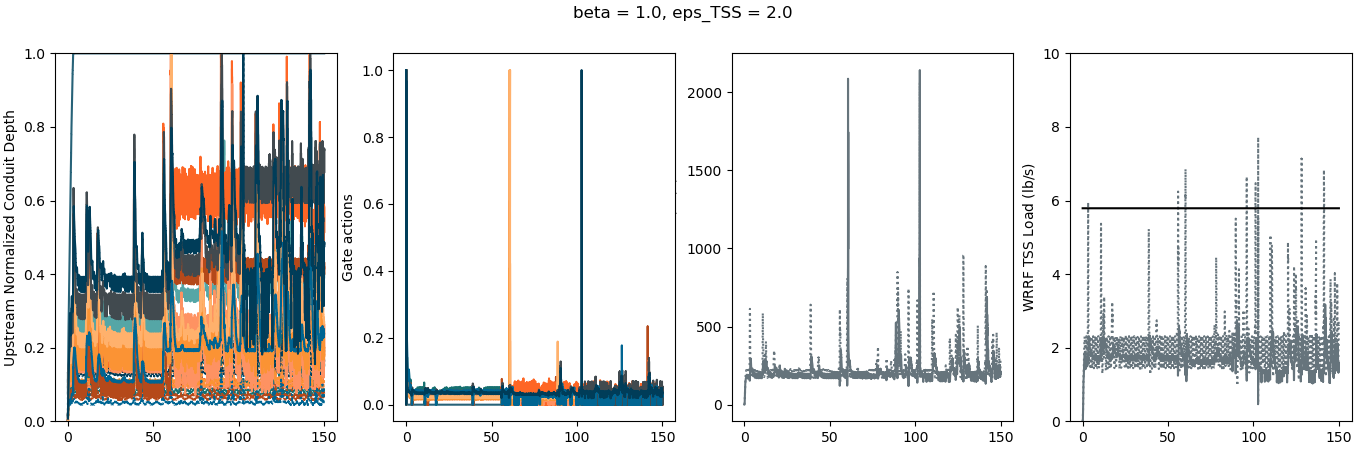 beta = 1.0, eps_TSS = 2.0
Upstream Normalized Conduit Depth
1.0
0.8
0.6
0.4
0.2
0.0
0 50 100 150
Gate actions
1.0
0.8
0.6
0.4
0.2
0.0
0 50 100 150
2000
1500
1000
500
0
0 50 100 150
WRRF TSS Load (lb/s)
10
8
6
4
2
0
0 50 100 150